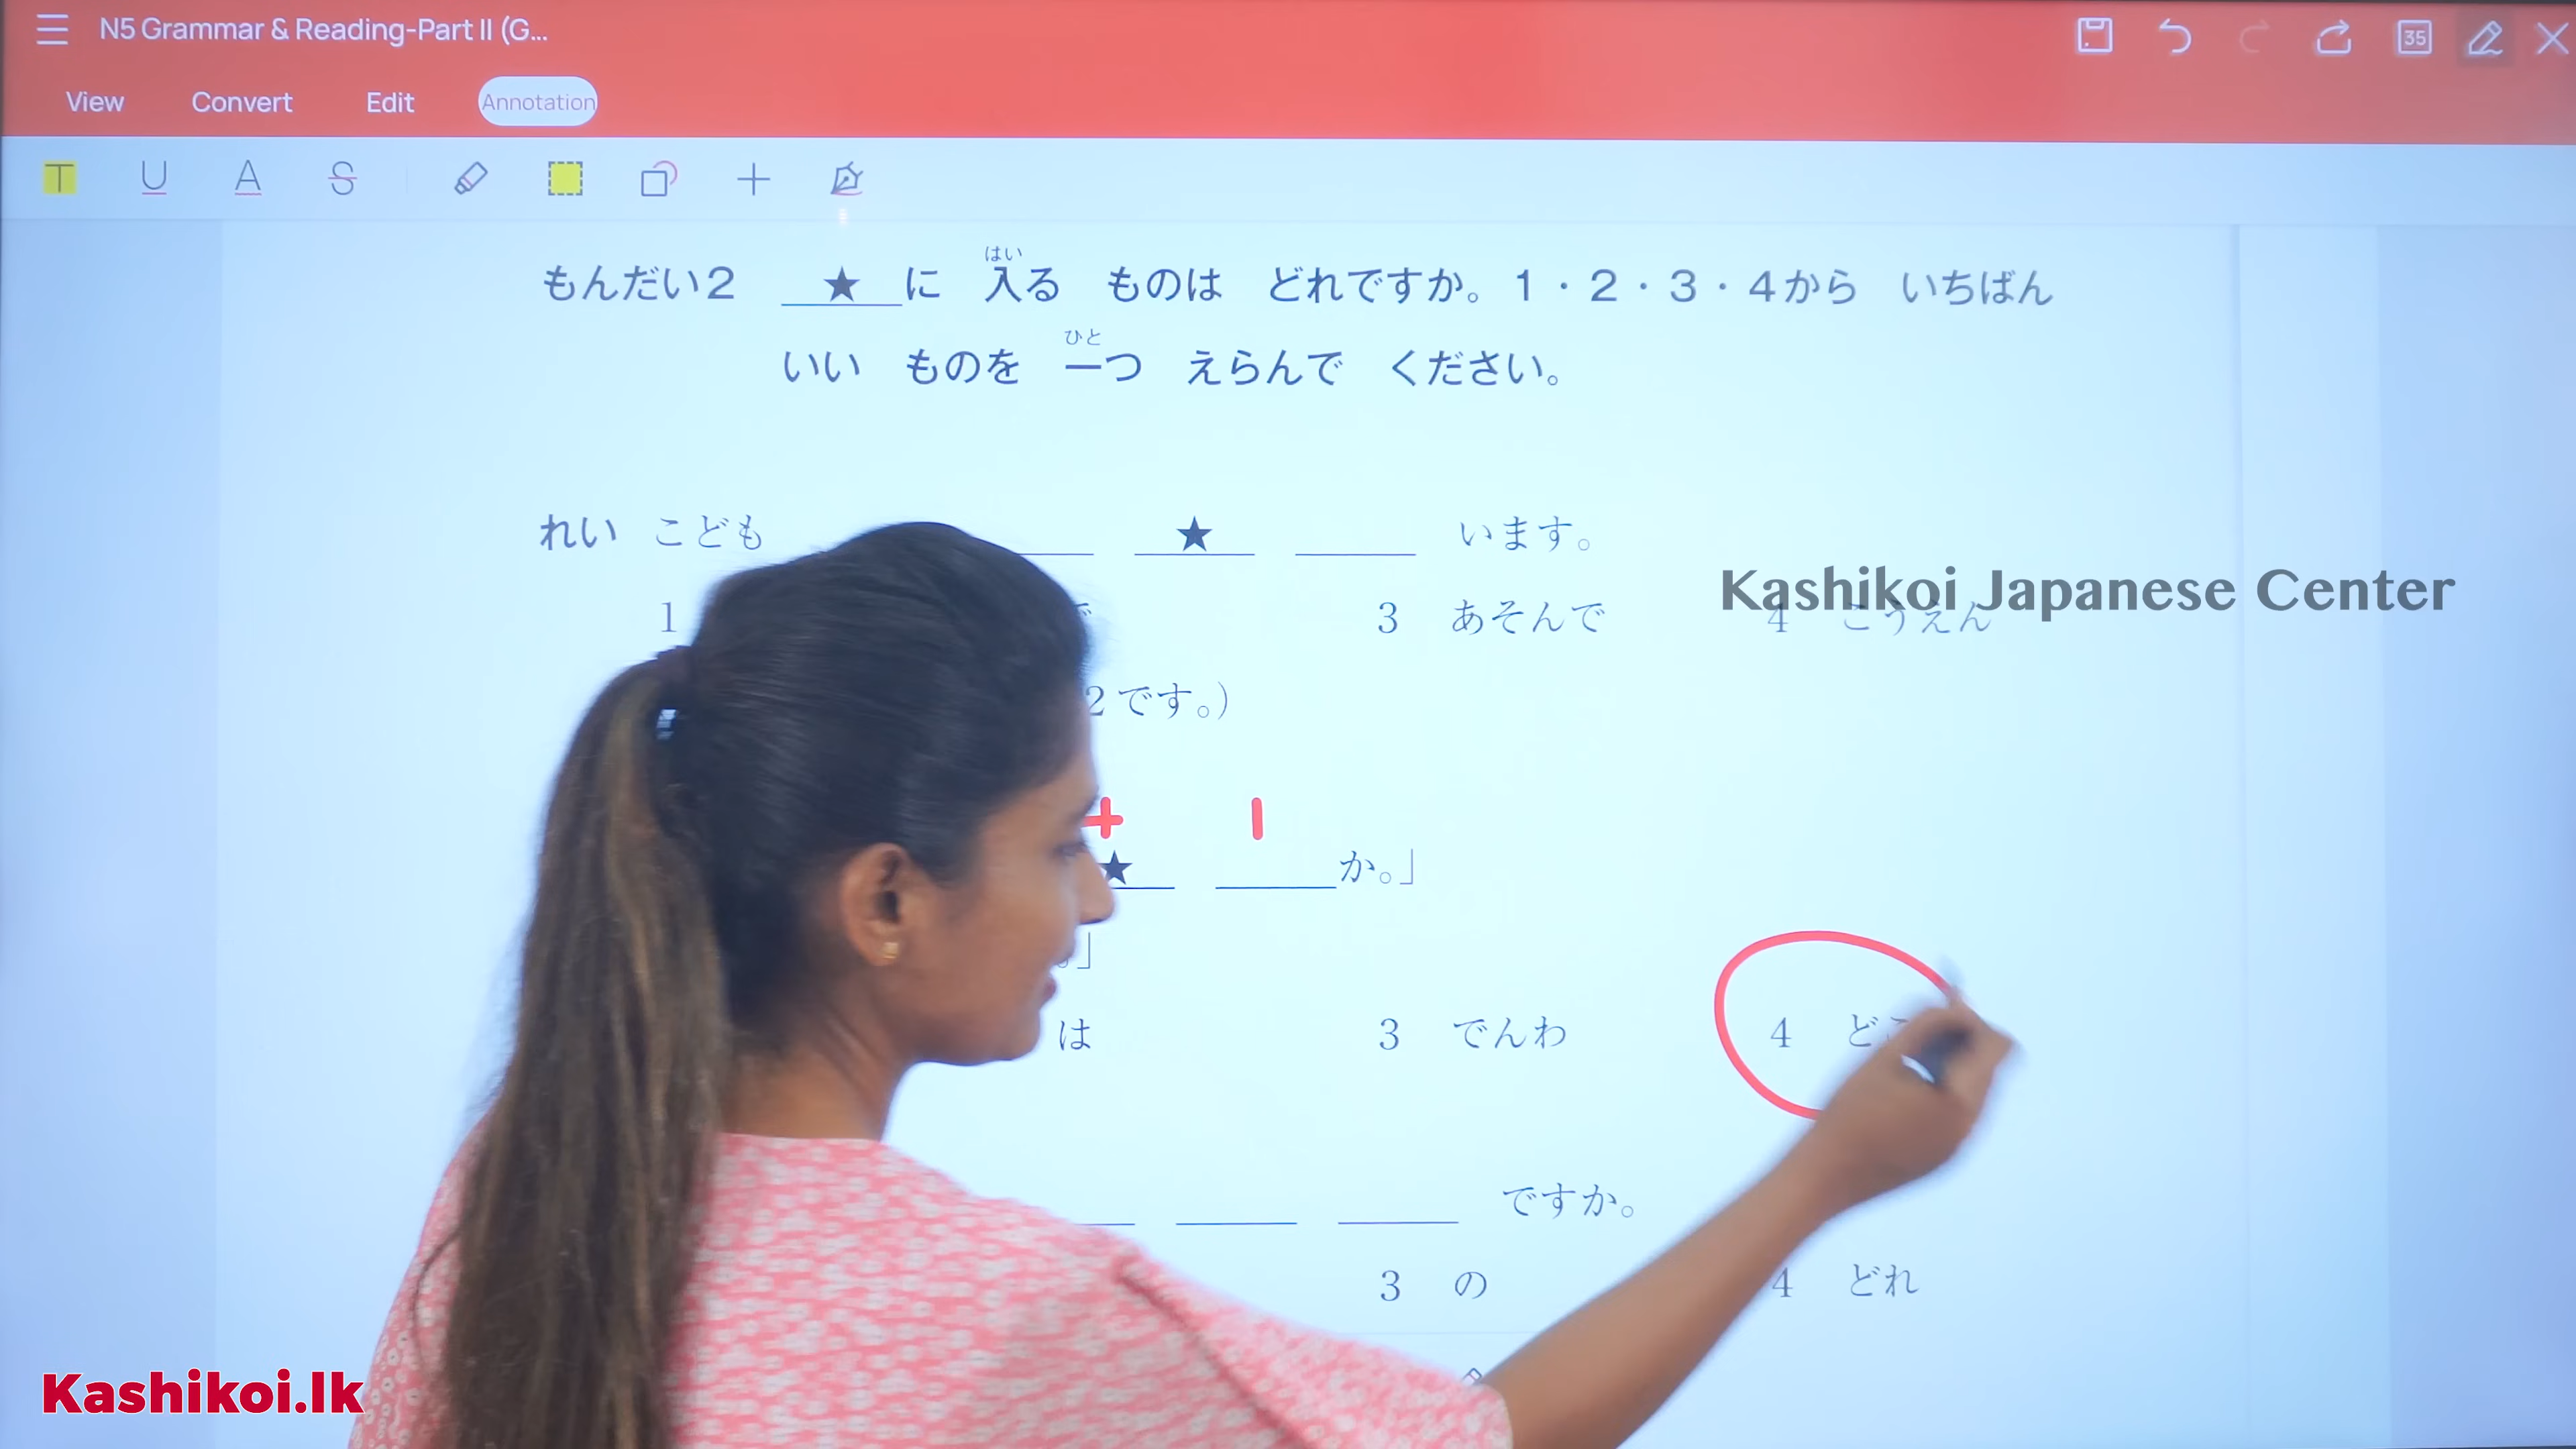 N5 Grammar & Reading-Part II (G...
35
View Convert Edit Annotation
T U A S
はい
もんだい2 ★に 入る ものは どれですか。1・2・3・4から いちばん
ひと
いい ものを 一つ えらんで ください。
れい こども ★ います。
Kashikoi Japanese Center
1 3 あそんで 4 こうえん
2です。)
1
★ か。」
」
は 3 でんわ 4
ですか。
3 の 4 どれ
Kashikoi.lk